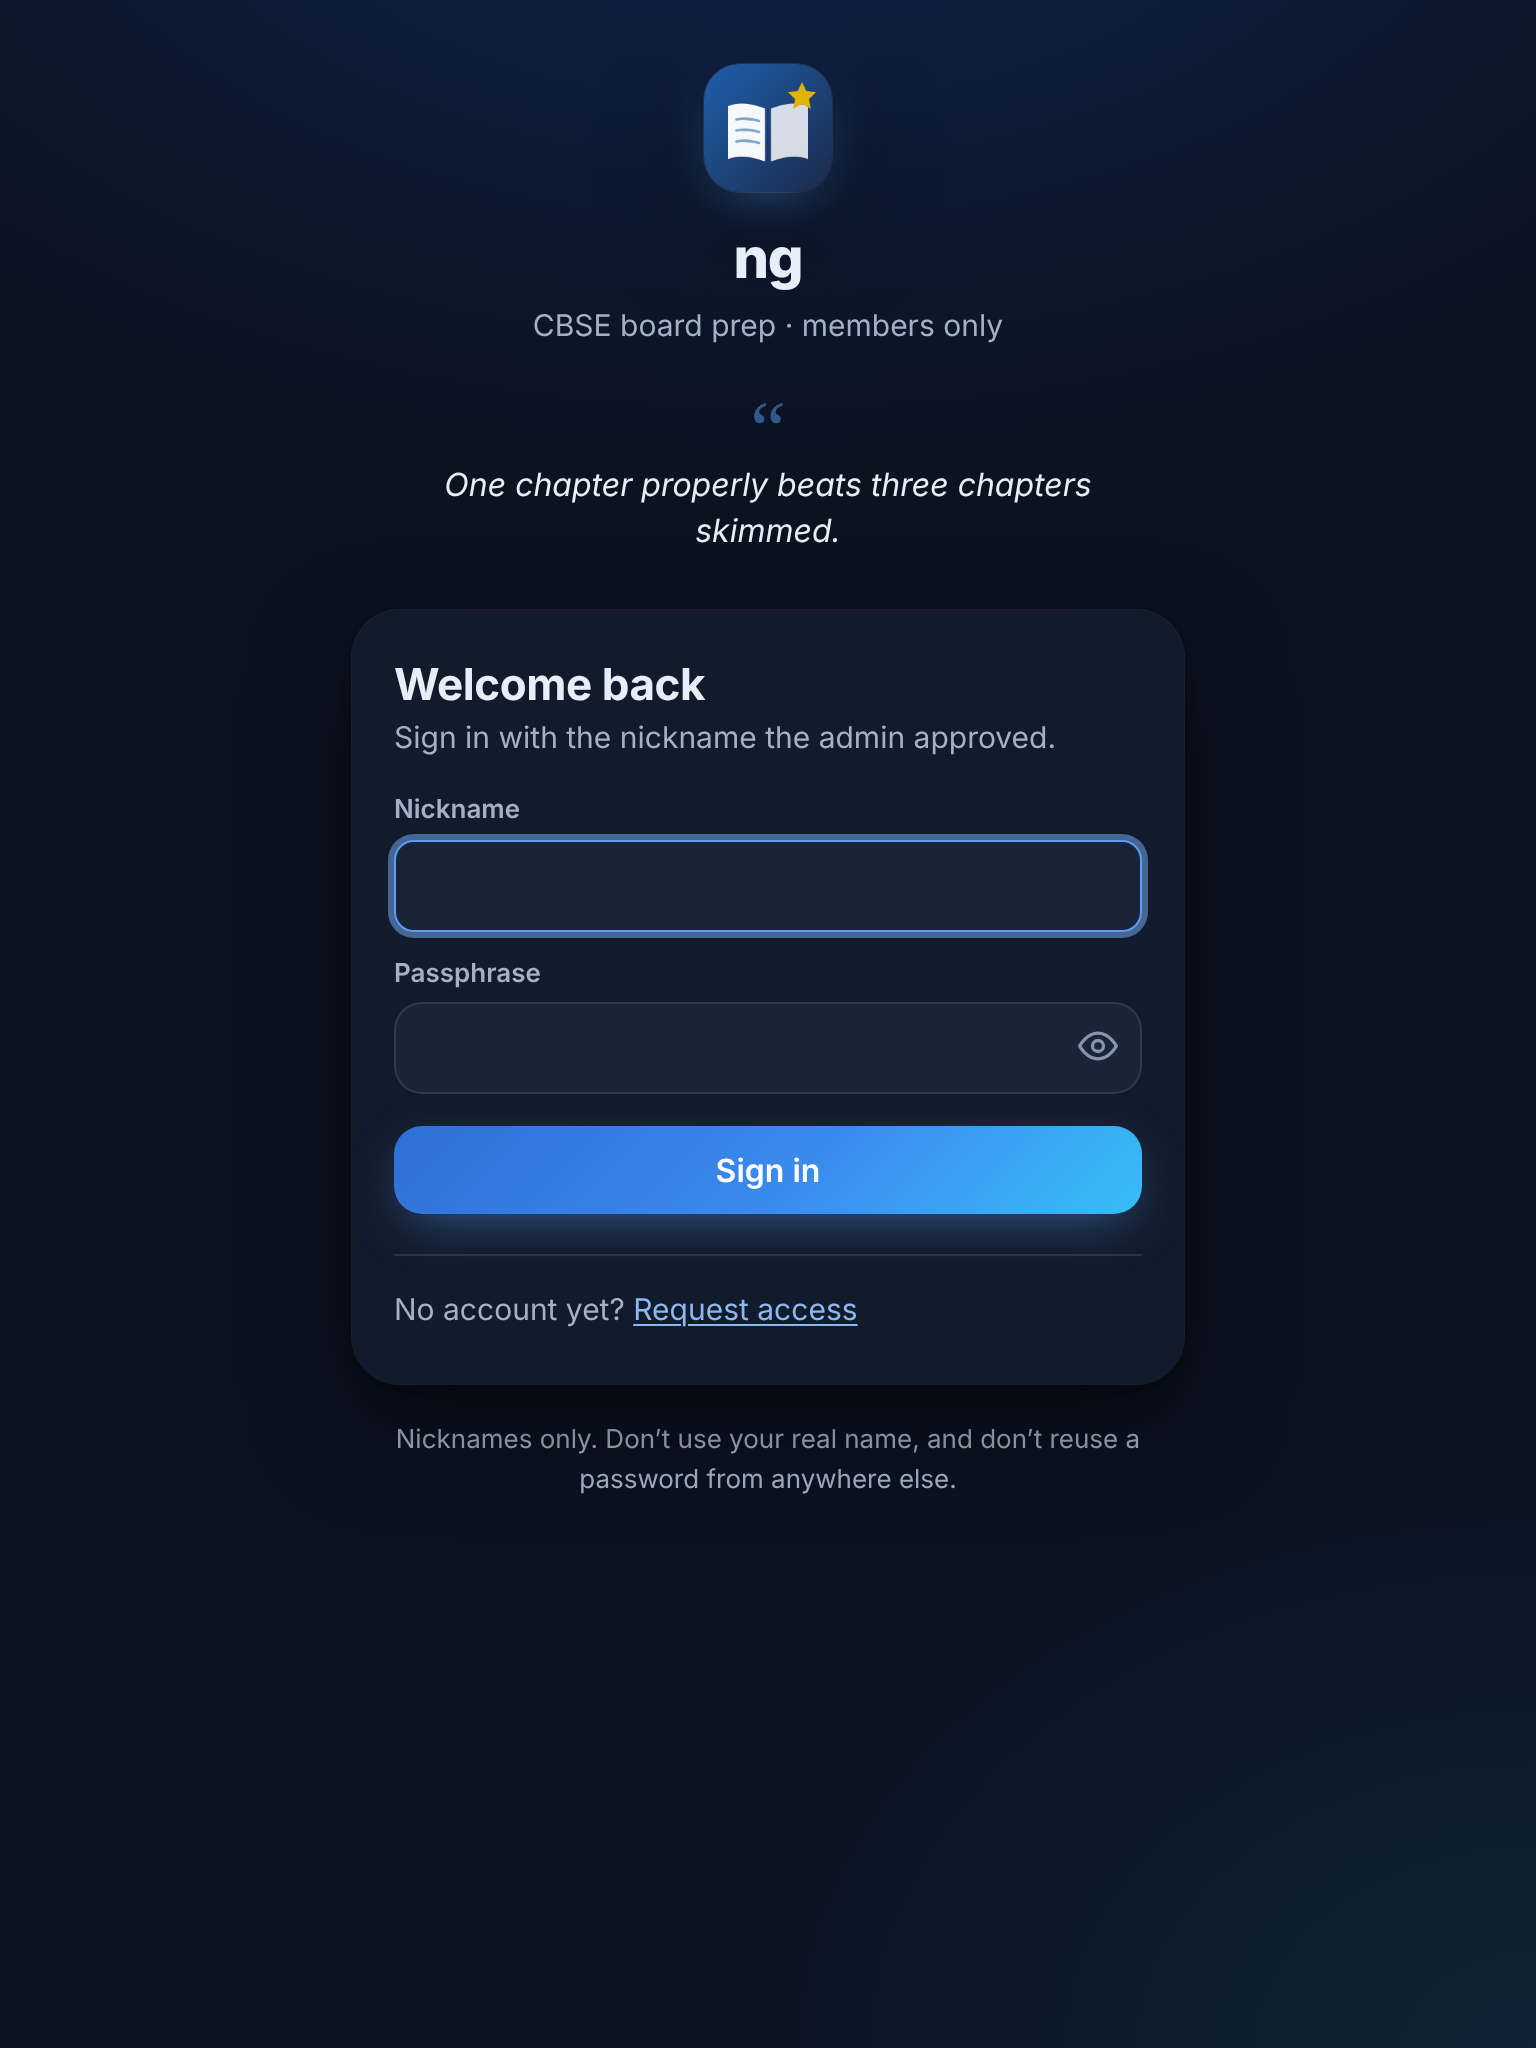 ng
CBSE board prep · members only
“
One chapter properly beats three chapters
skimmed.
Welcome back
Sign in with the nickname the admin approved.
Nickname
Passphrase
Sign in
No account yet? Request access
Nicknames only. Don’t use your real name, and don’t reuse a
password from anywhere else.